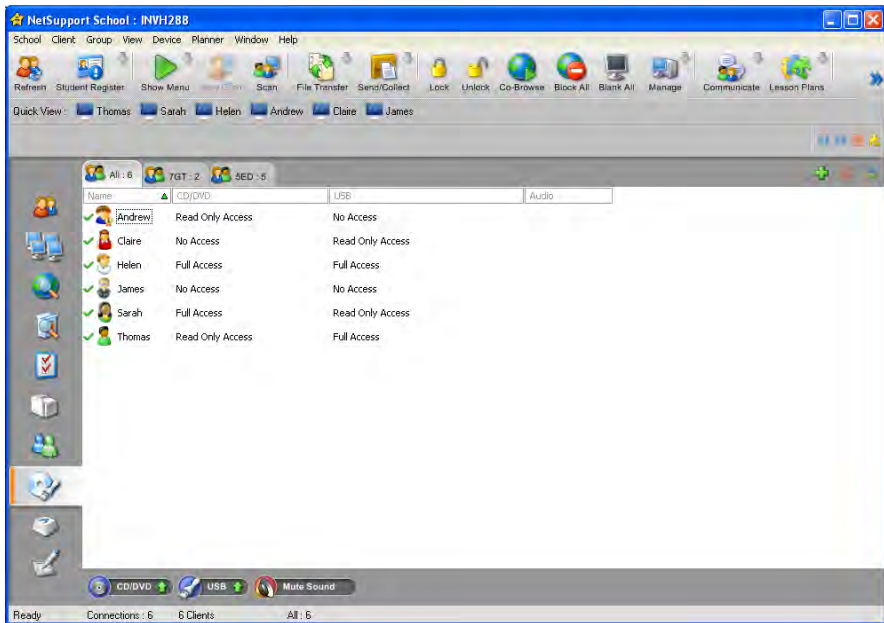 NetSupport School : INVH288
School Client Group View Device Planner Window Help
Refresh Student Register Show Menu Scan File Transfer Send/Collect Lock Unlock Co-Browse Block All Blank All Manage Communicate Lesson Plans
Quick View : Thomas Sarah Helen Andrew Claire James
All : 6 7GT : 2 SED : 5
Name CD/DVD USB Audio
Andrew Read Only Access No Access
Claire No Access Read Only Access
Helen Full Access Full Access
James No Access No Access
Sarah Full Access Read Only Access
Thomas Read Only Access Full Access
CD/DVD USB Mute Sound
Ready Connections : 6 6 Clients All : 6